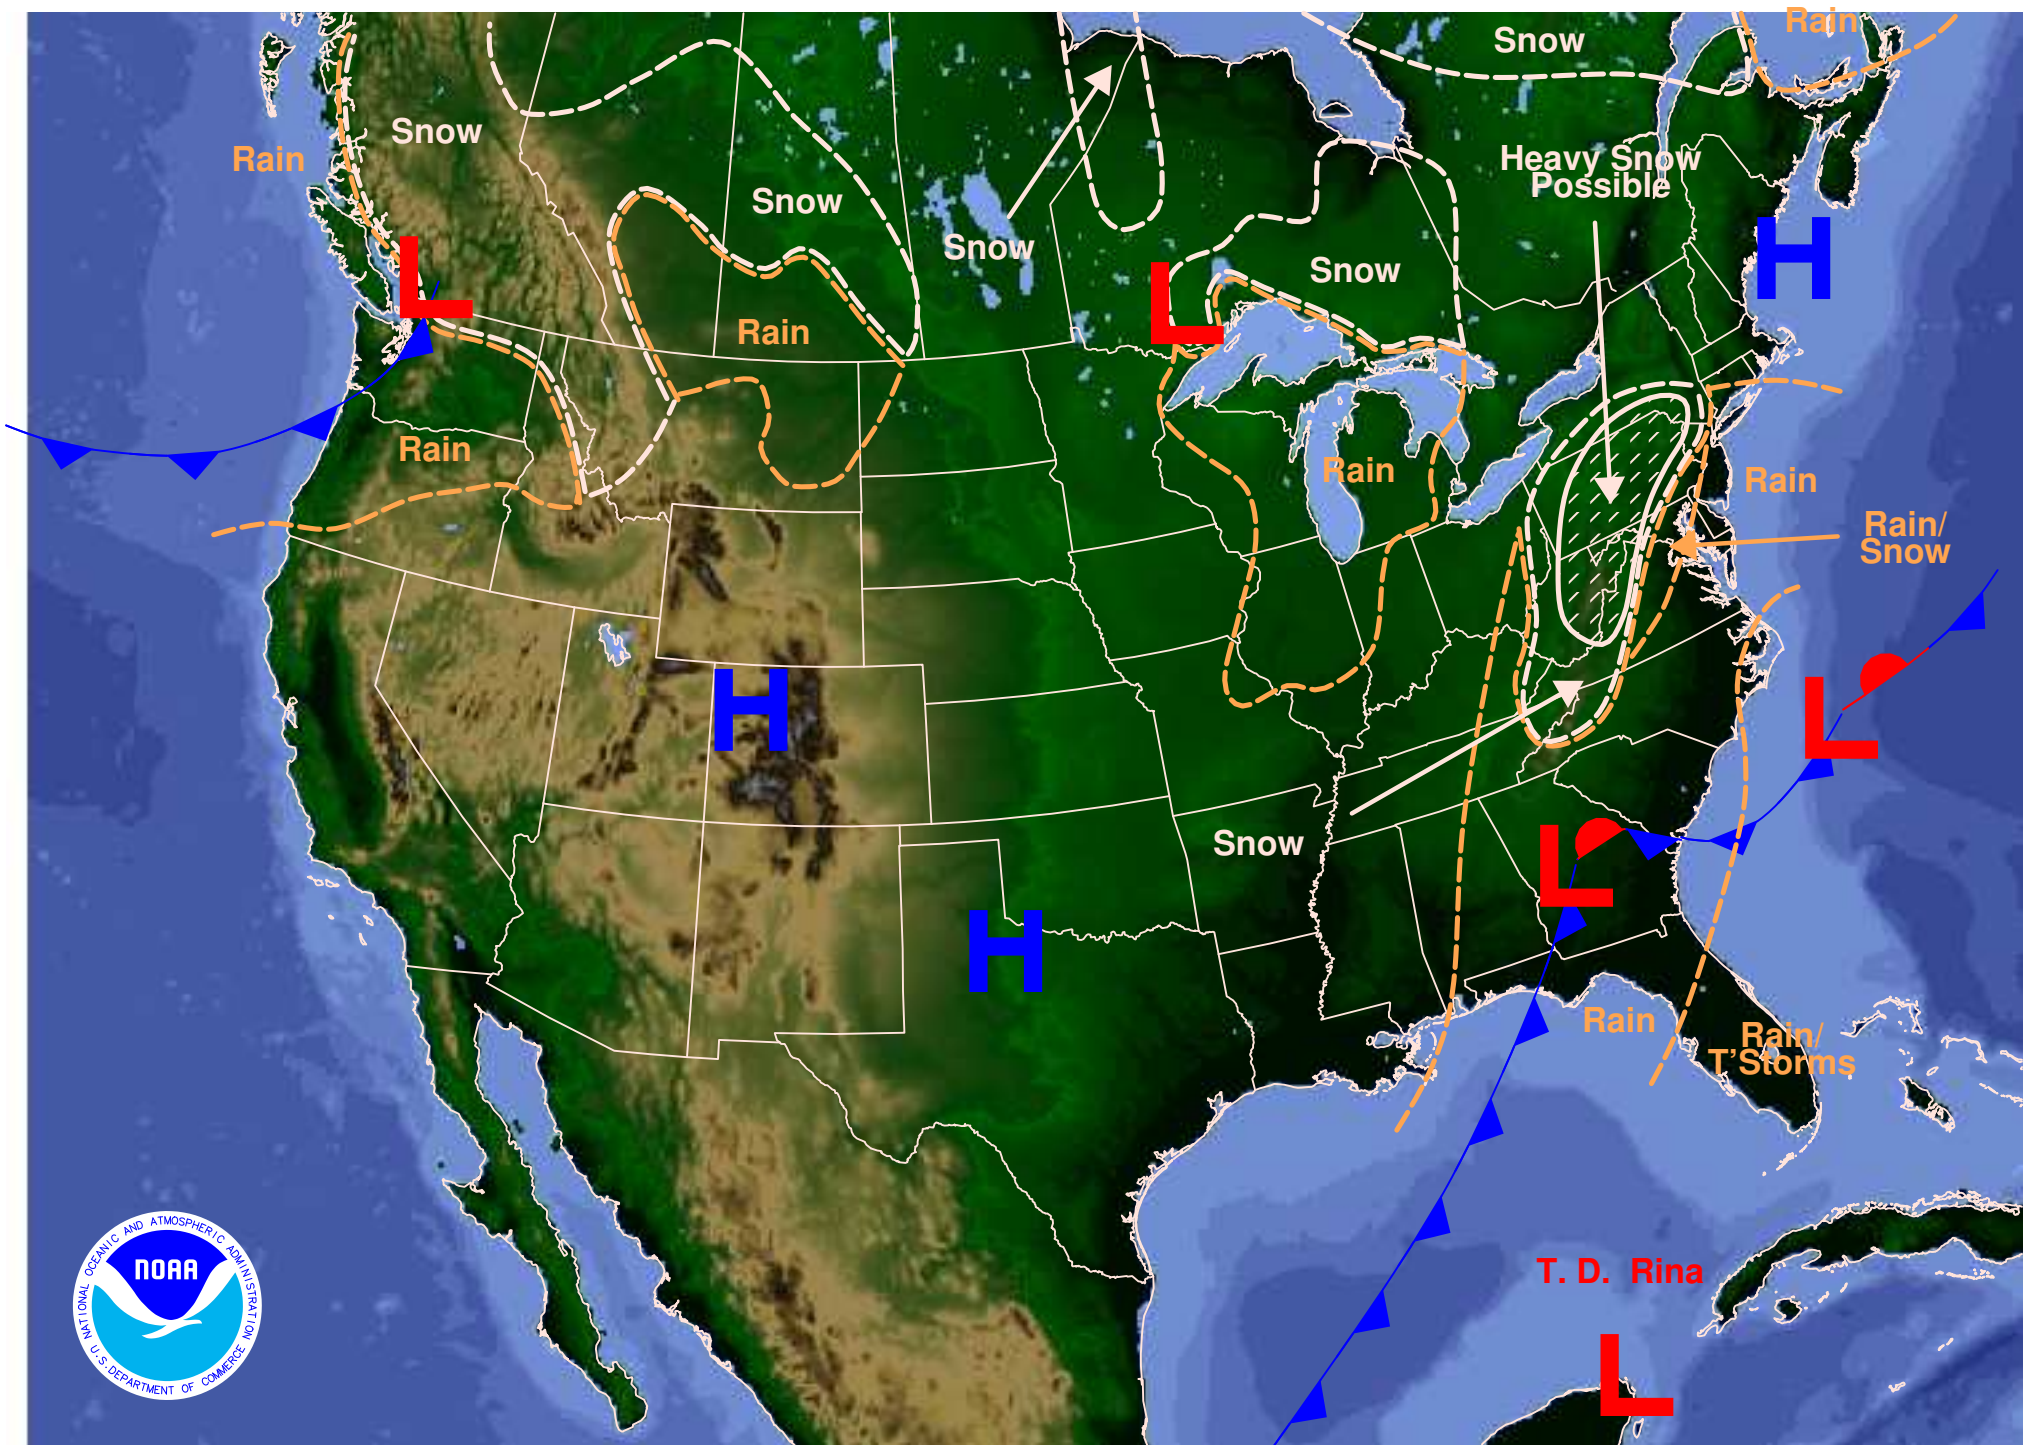 Rain
Snow
Snow
Rain
Heavy Snow
Possible
Snow
Snow
Snow
L
H
L
Rain
Rain
Rain
Rain
Rain/
Snow
H
L
Snow
L
H
Rain
Rain/
T'Storms
T. D. Rina
L
NATIONAL OCEANIC AND ATMOSPHERIC ADMINISTRATION
NOAA
U.S. DEPARTMENT OF COMMERCE